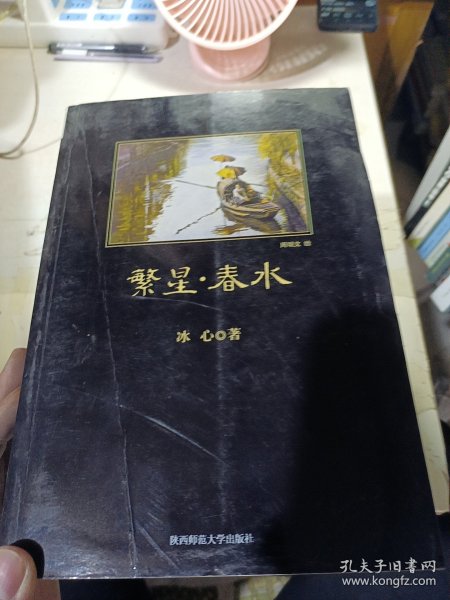 繁星·春水
冰 心◎著
陕西师范大学出版社
孔夫子旧书网
www.kongfz.com